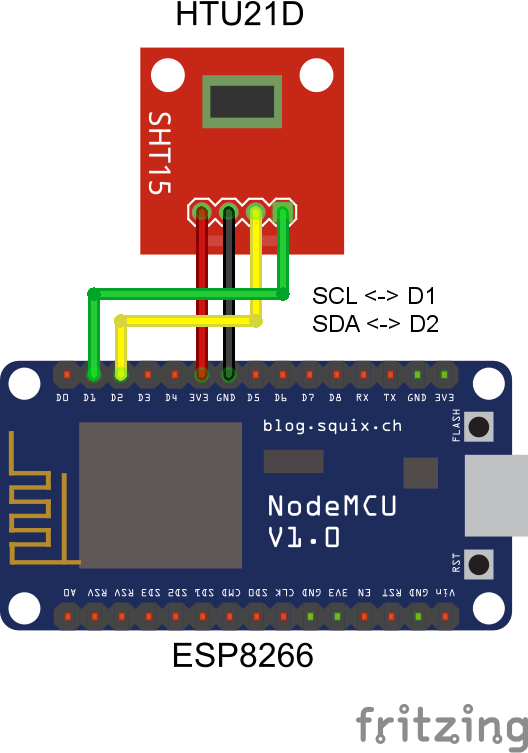 HTU21D
SHT15
SCL <-> D1
SDA <-> D2
D0 D1 D2 D3 D4 3V3 GND D5 D6 D7 D8 RX TX GND 3V3
blog.squix.ch
FLASH
NodeMCU
V1.0
RST
A0 RSV RSV SD3 SD2 SD1 CMD SD0 CLK GND 3V3 EN RST GND Vin
ESP8266
fritzing